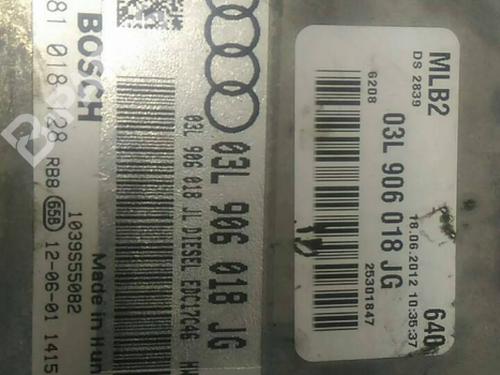 BOSCH
81 018
28 RB8 65B 12-06-01 1415
1039S55082
Made in Hun
03L 906 018 JG
03L 906 018 JL DIESEL EDC17C46
MLB2
DS 2839
640
6208
03L 906 018 JG
18.06.2012 10:35:37
25301847